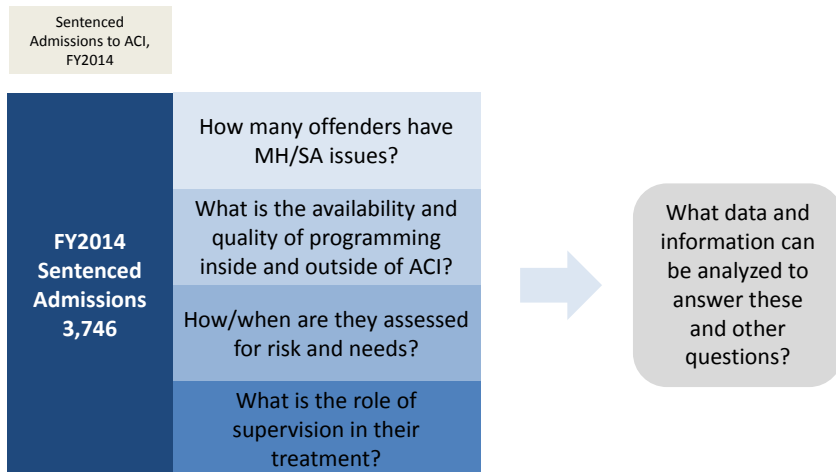 Sentenced
Admissions to ACI,
FY2014
FY2014
Sentenced
Admissions
3,746
How many offenders have
MH/SA issues?
What is the availability and
quality of programming
inside and outside of ACI?
How/when are they assessed
for risk and needs?
What is the role of
supervision in their
treatment?
What data and
information can
be analyzed to
answer these
and other
questions?